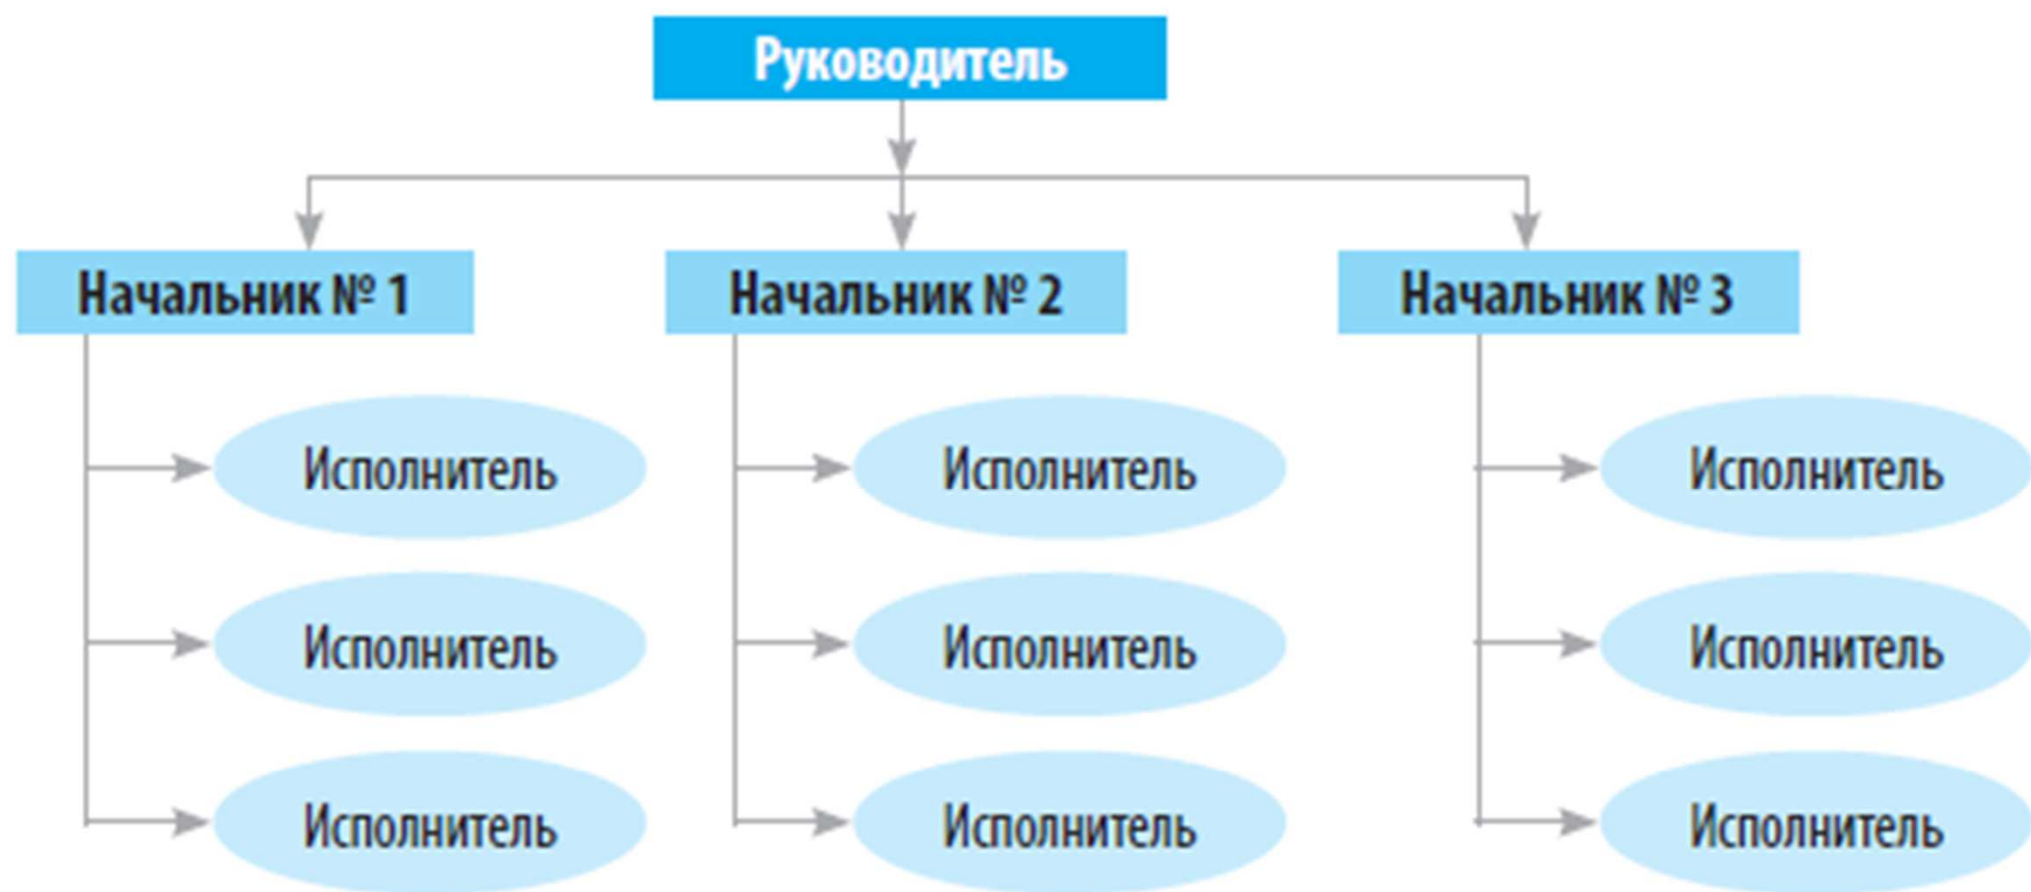 Руководитель
Начальник № 1
Начальник № 2
Начальник № 3
Исполнитель
Исполнитель
Исполнитель
Исполнитель
Исполнитель
Исполнитель
Исполнитель
Исполнитель
Исполнитель